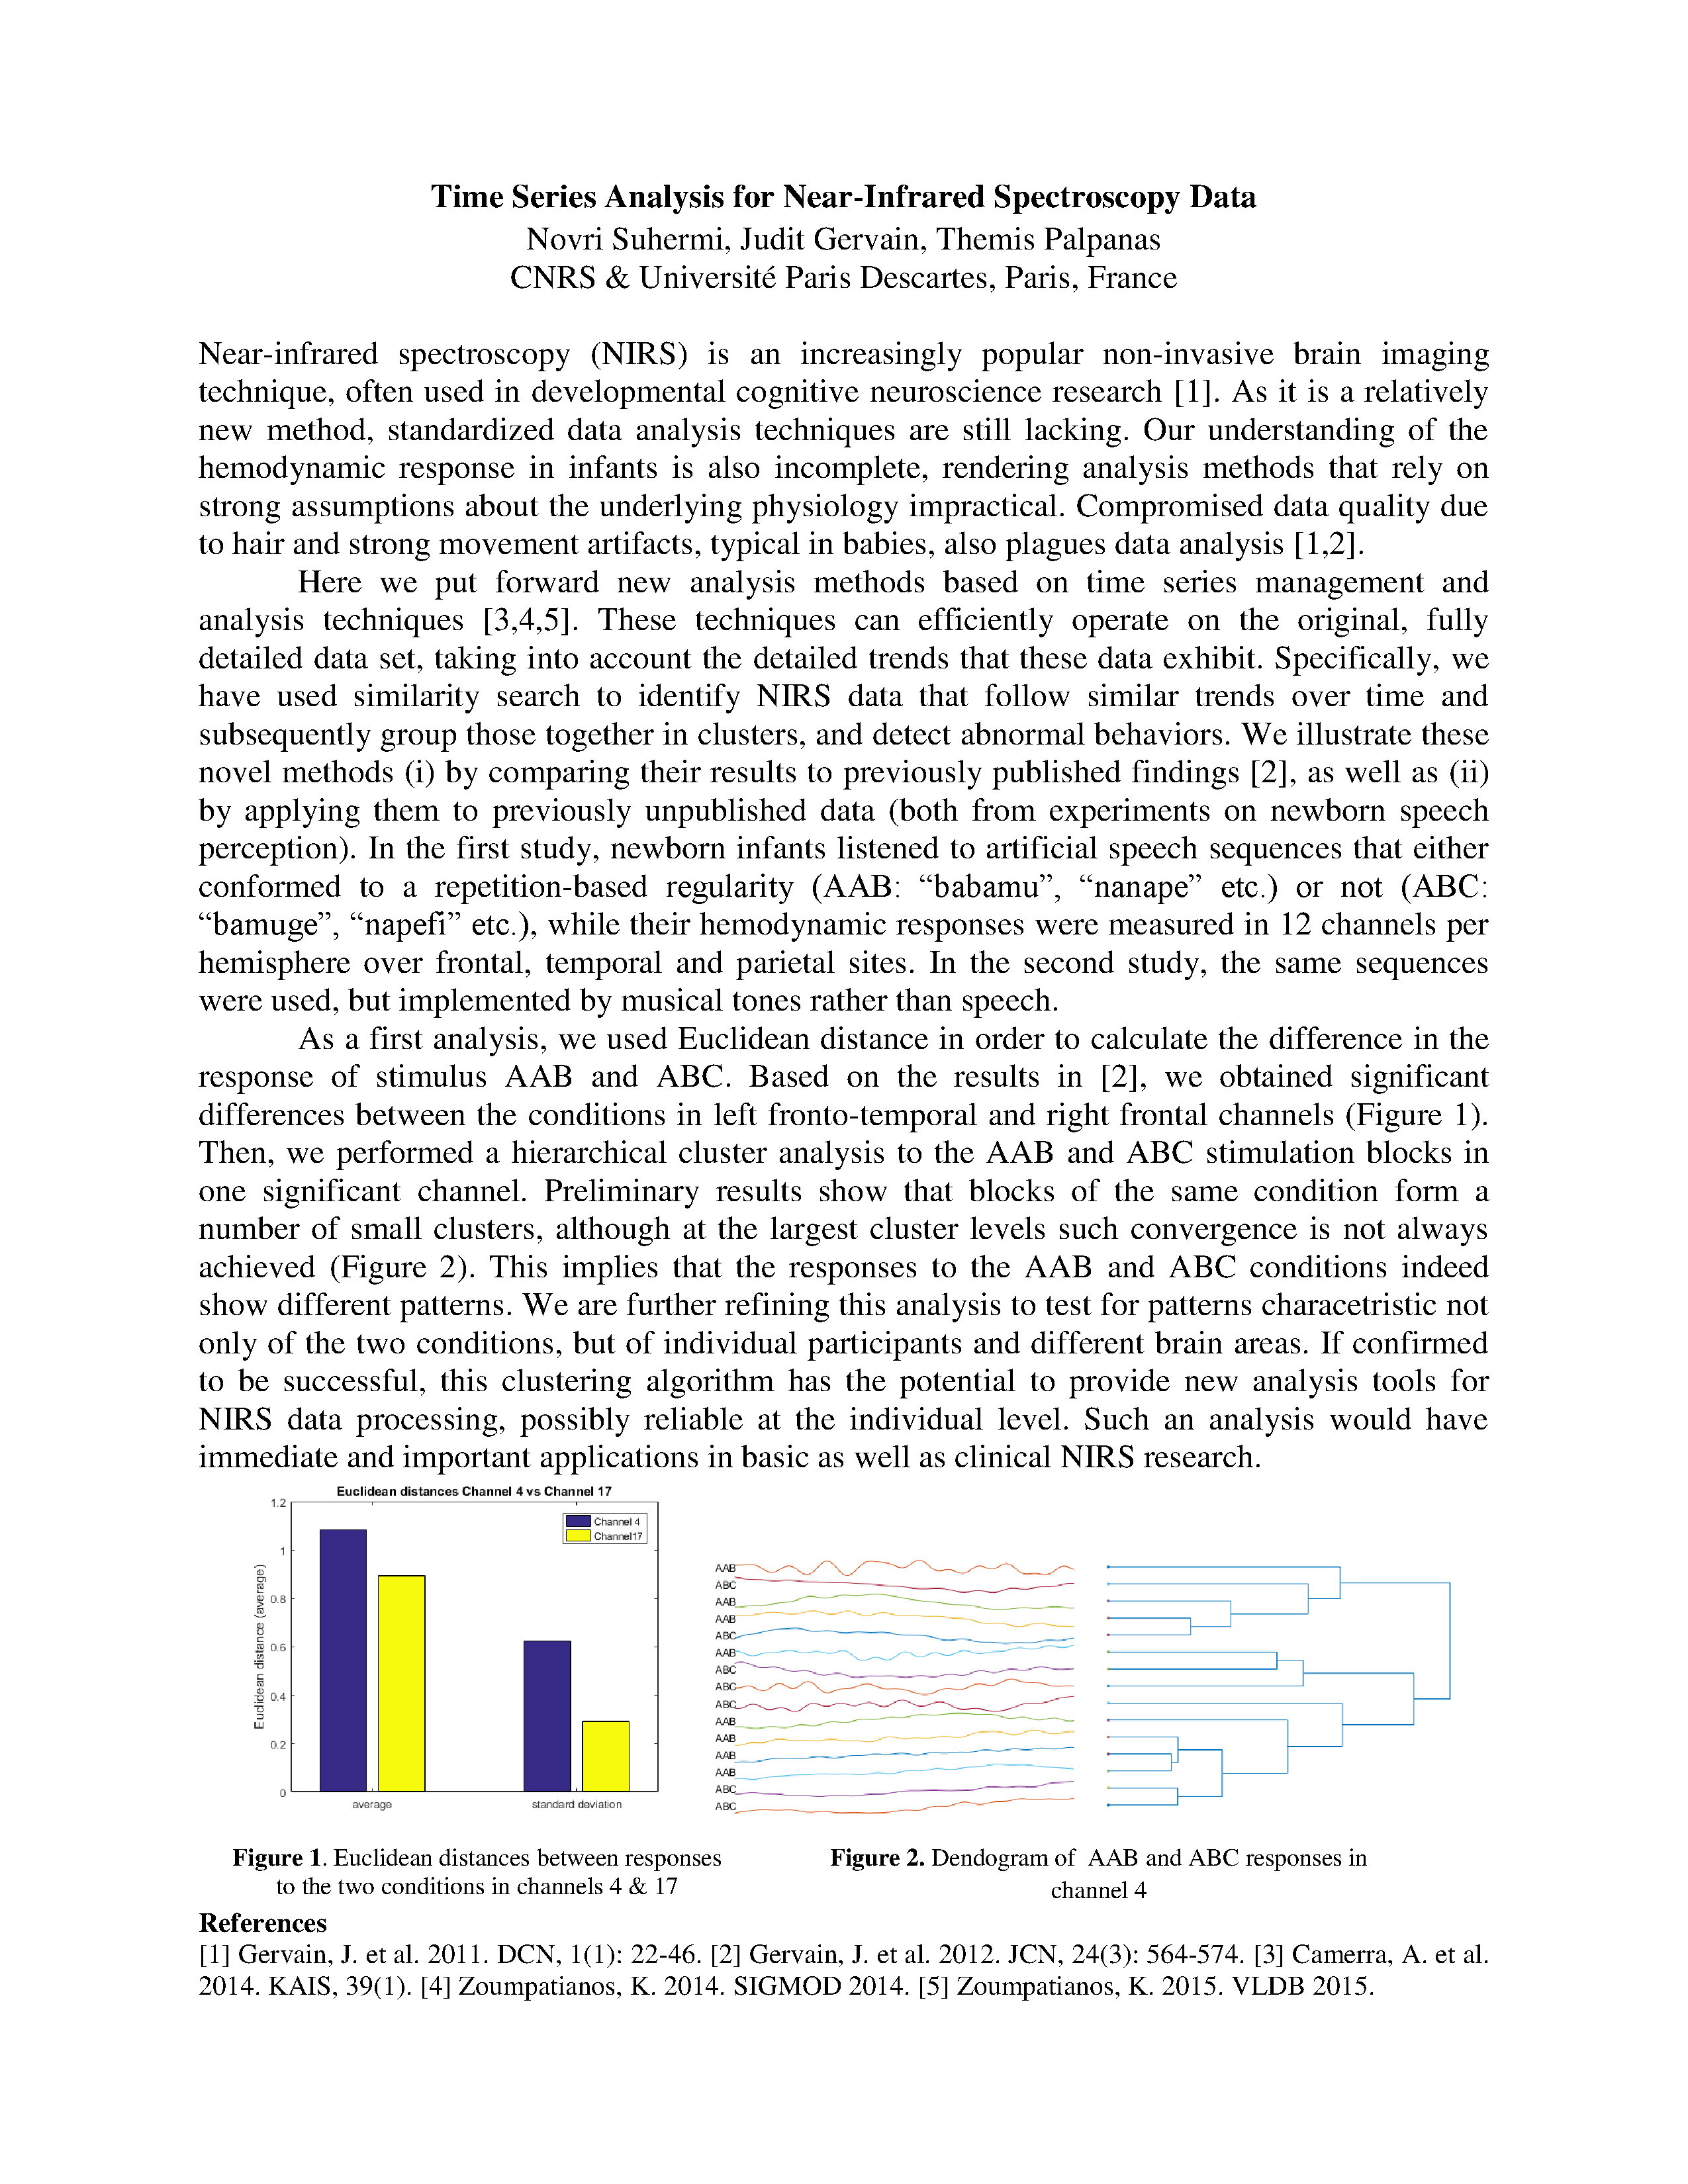 Time Series Analysis for Near-Infrared Spectroscopy Data
Novri Suhermi, Judit Gervain, Themis Palpanas
CNRS & Université Paris Descartes, Paris, France
Near-infrared spectroscopy (NIRS) is an increasingly popular non-invasive brain imaging
technique, often used in developmental cognitive neuroscience research [1]. As it is a relatively
new method, standardized data analysis techniques are still lacking. Our understanding of the
hemodynamic response in infants is also incomplete, rendering analysis methods that rely on
strong assumptions about the underlying physiology impractical. Compromised data quality due
to hair and strong movement artifacts, typical in babies, also plagues data analysis [1,2].
Here we put forward new analysis methods based on time series management and
analysis techniques [3,4,5]. These techniques can efficiently operate on the original, fully
detailed data set, taking into account the detailed trends that these data exhibit. Specifically, we
have used similarity search to identify NIRS data that follow similar trends over time and
subsequently group those together in clusters, and detect abnormal behaviors. We illustrate these
novel methods (i) by comparing their results to previously published findings [2], as well as (ii)
by applying them to previously unpublished data (both from experiments on newborn speech
perception). In the first study, newborn infants listened to artificial speech sequences that either
conformed to a repetition-based regularity (AAB: “babamu”, “nanape” etc.) or not (ABC:
“bamuge”, “napefi” etc.), while their hemodynamic responses were measured in 12 channels per
hemisphere over frontal, temporal and parietal sites. In the second study, the same sequences
were used, but implemented by musical tones rather than speech.
As a first analysis, we used Euclidean distance in order to calculate the difference in the
response of stimulus AAB and ABC. Based on the results in [2], we obtained significant
differences between the conditions in left fronto-temporal and right frontal channels (Figure 1).
Then, we performed a hierarchical cluster analysis to the AAB and ABC stimulation blocks in
one significant channel. Preliminary results show that blocks of the same condition form a
number of small clusters, although at the largest cluster levels such convergence is not always
achieved (Figure 2). This implies that the responses to the AAB and ABC conditions indeed
show different patterns. We are further refining this analysis to test for patterns characetristic not
only of the two conditions, but of individual participants and different brain areas. If confirmed
to be successful, this clustering algorithm has the potential to provide new analysis tools for
NIRS data processing, possibly reliable at the individual level. Such an analysis would have
immediate and important applications in basic as well as clinical NIRS research.
Euclidean distances Channel 4 vs Channel 17
Euclidean distance (average)
1.2
1
0.8
0.6
0.4
0.2
0
Channel 4
Channel17
average
standard deviation
AAB
ABC
AAB
AAB
ABC
AAB
ABC
ABC
ABC
AAB
AAB
AAB
AAB
ABC
ABC
Figure 1. Euclidean distances between responses
to the two conditions in channels 4 & 17
Figure 2. Dendogram of AAB and ABC responses in
channel 4
References
[1] Gervain, J. et al. 2011. DCN, 1(1): 22-46. [2] Gervain, J. et al. 2012. JCN, 24(3): 564-574. [3] Camerra, A. et al.
2014. KAIS, 39(1). [4] Zoumpatianos, K. 2014. SIGMOD 2014. [5] Zoumpatianos, K. 2015. VLDB 2015.